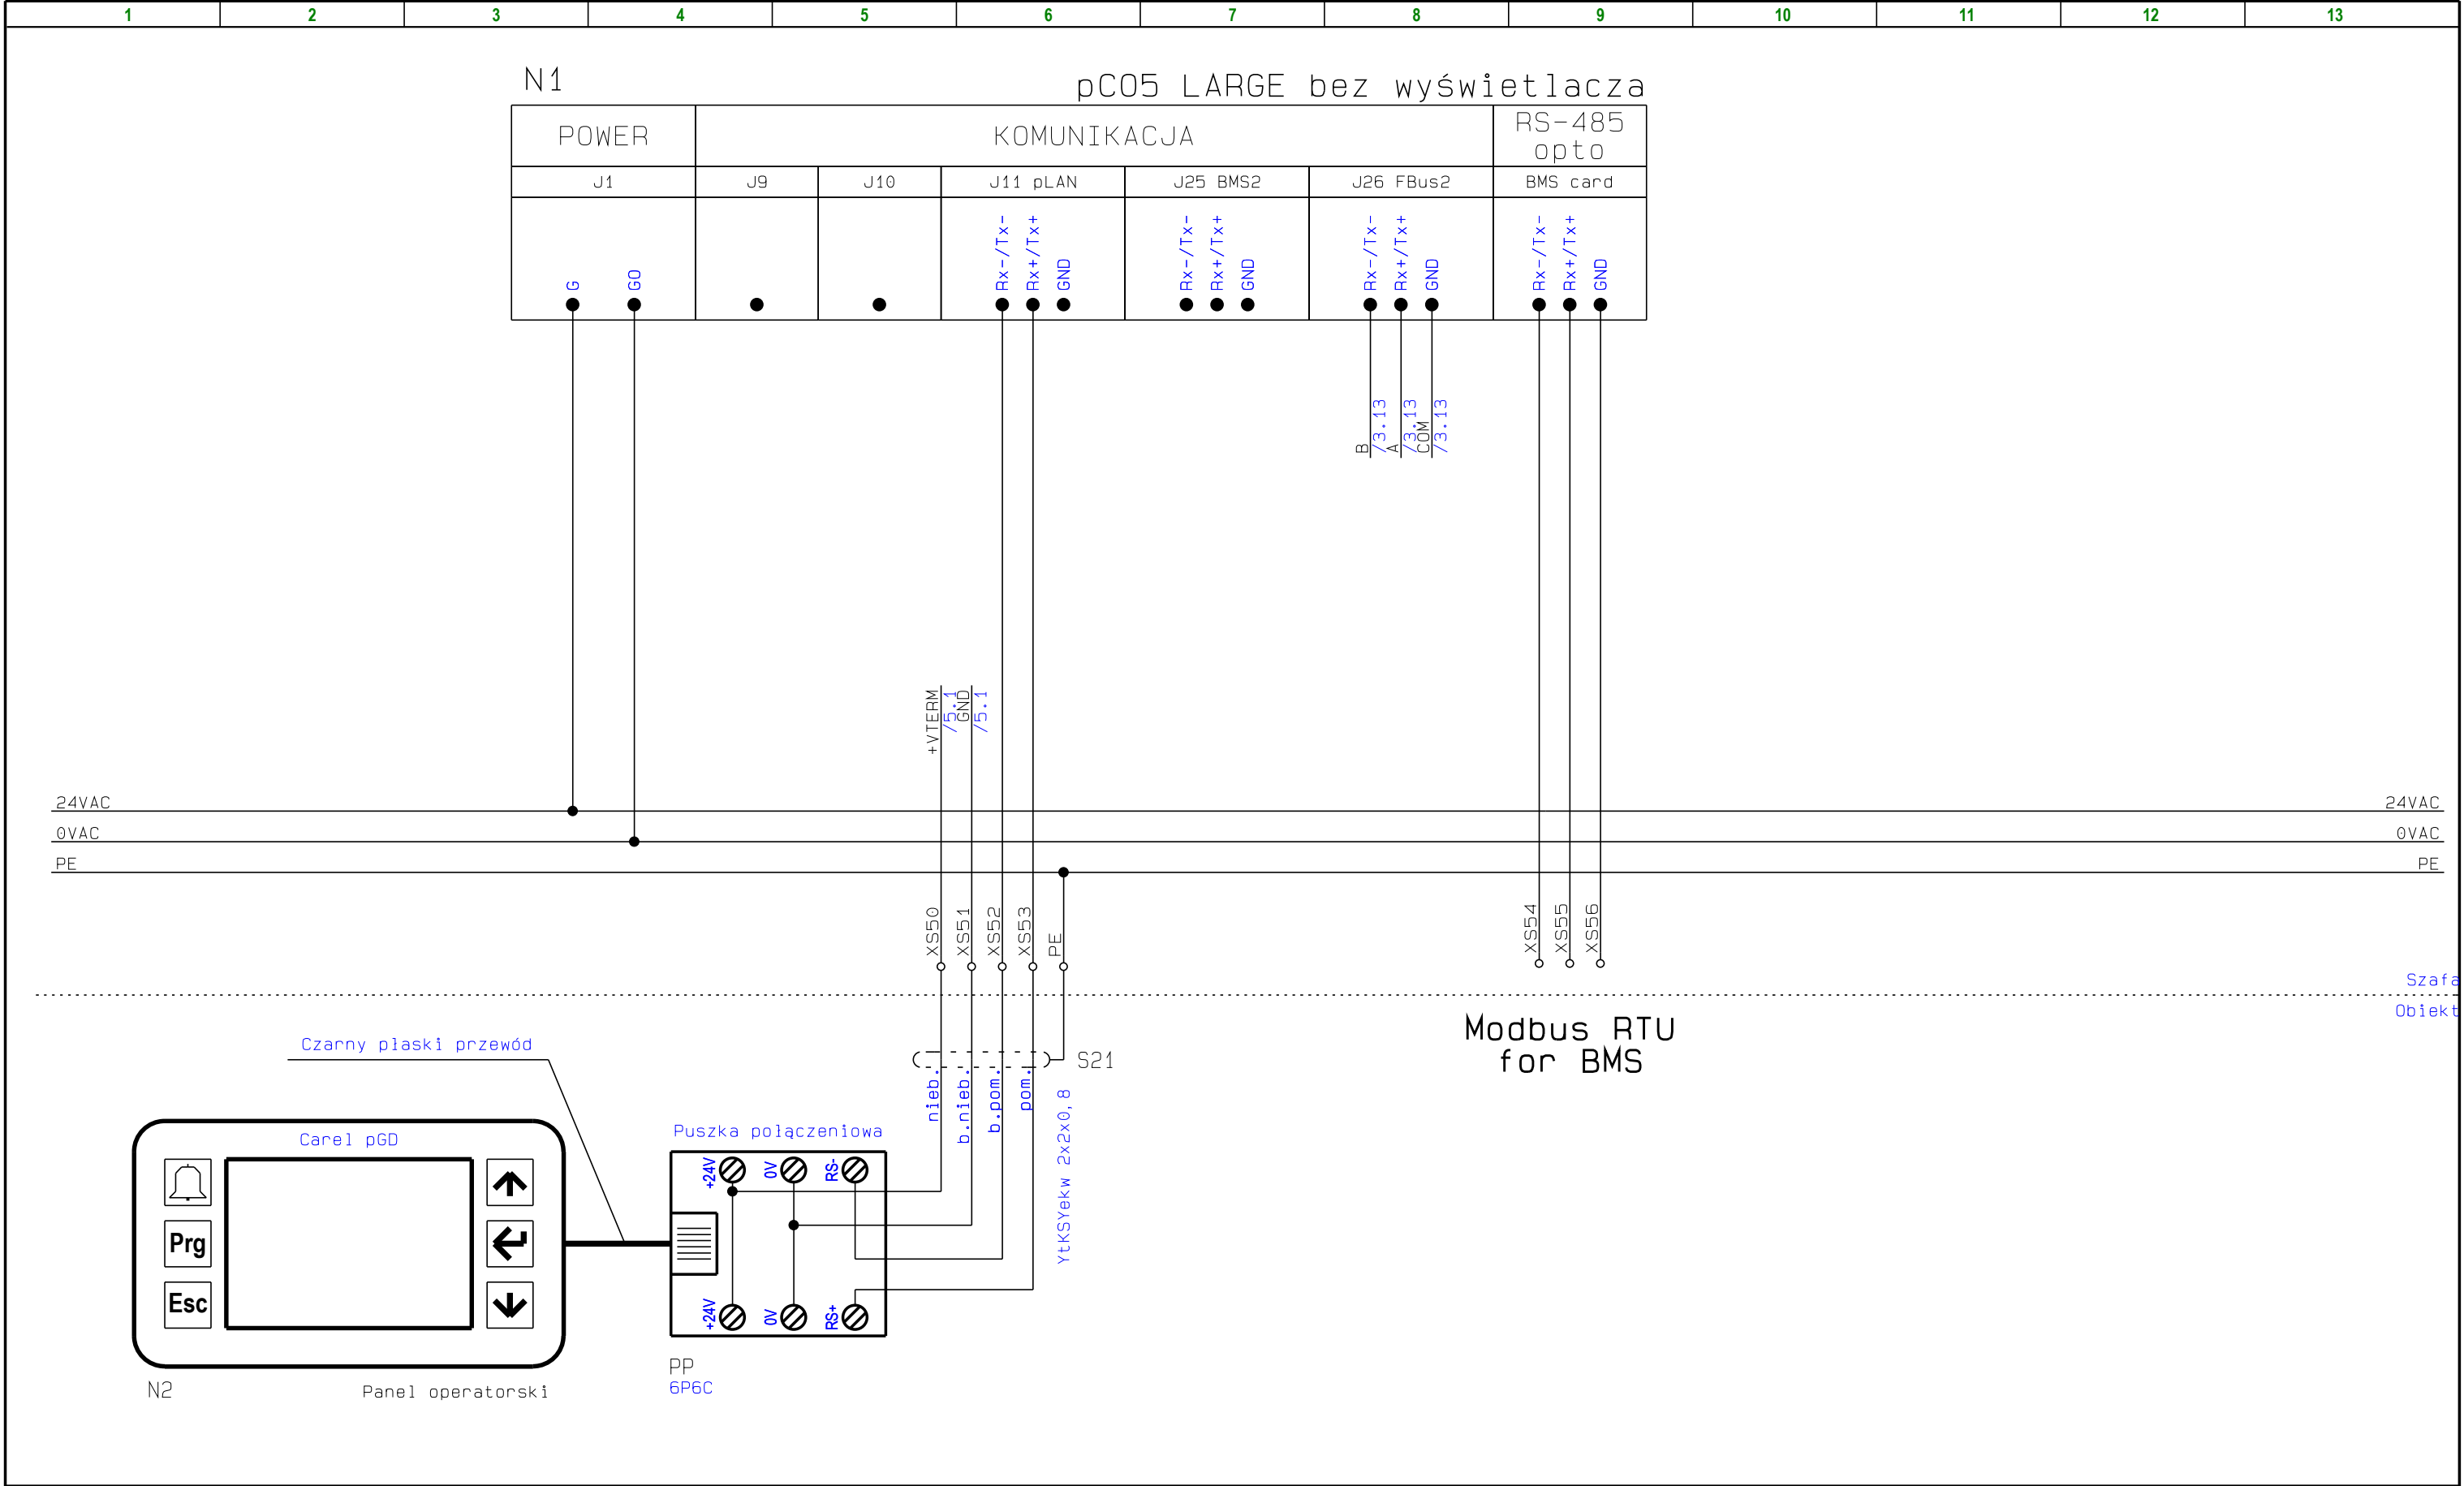 1 2 3 4 5 6 7 8 9 10 11 12 13
N1 pCO5 LARGE bez wyświetlacza
POWER KOMUNIKACJA RS-485
opto
J1 J9 J10 J11 pLAN J25 BMS2 J26 FBus2 BMS card
G GO Rx-/Tx- Rx+/Tx+ GND Rx-/Tx- Rx+/Tx+ GND Rx-/Tx- Rx+/Tx+ GND Rx-/Tx- Rx+/Tx+ GND
B /3.13 A /3.13 COM /3.13
+VTERM /5.1 GND /5.1
24VAC 24VAC
0VAC 0VAC
PE PE
XS50 XS51 XS52 XS53 PE XS54 XS55 XS56
Szafa
Obiekt
Modbus RTU
for BMS
Czarny płaski przewód
S21
nieb. b.nieb. b.pom. pom.
YtKSYekw 2x2x0,8
Puszka połączeniowa
Carel pGD
+24V 0V RS-
Prg
Esc
+24V 0V RS+
PP
6P6C
N2 Panel operatorski